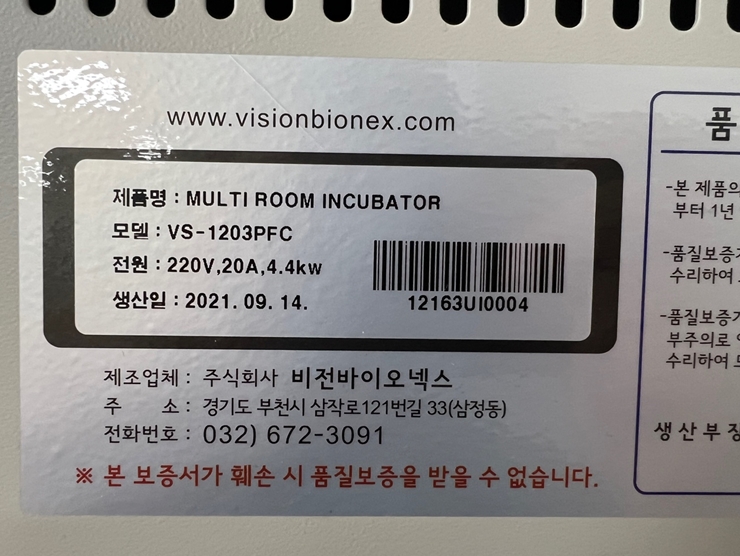 www.visionbionex.com
제품명 : MULTI ROOM INCUBATOR
모델 : VS-1203PFC
전원 : 220V,20A,4.4kw
생산일 : 2021. 09. 14.
12163UI0004
제조업체 : 주식회사 비전바이오넥스
주 소 : 경기도 부천시 삼작로121번길 33(삼정동)
전화번호 : 032) 672-3091
※ 본 보증서가 훼손 시 품질보증을 받을 수 없습니다.
품
-본 제품의
부터 1년
-품질보증
수리하여
-품질보증
부주의로
수리하여
생산부장